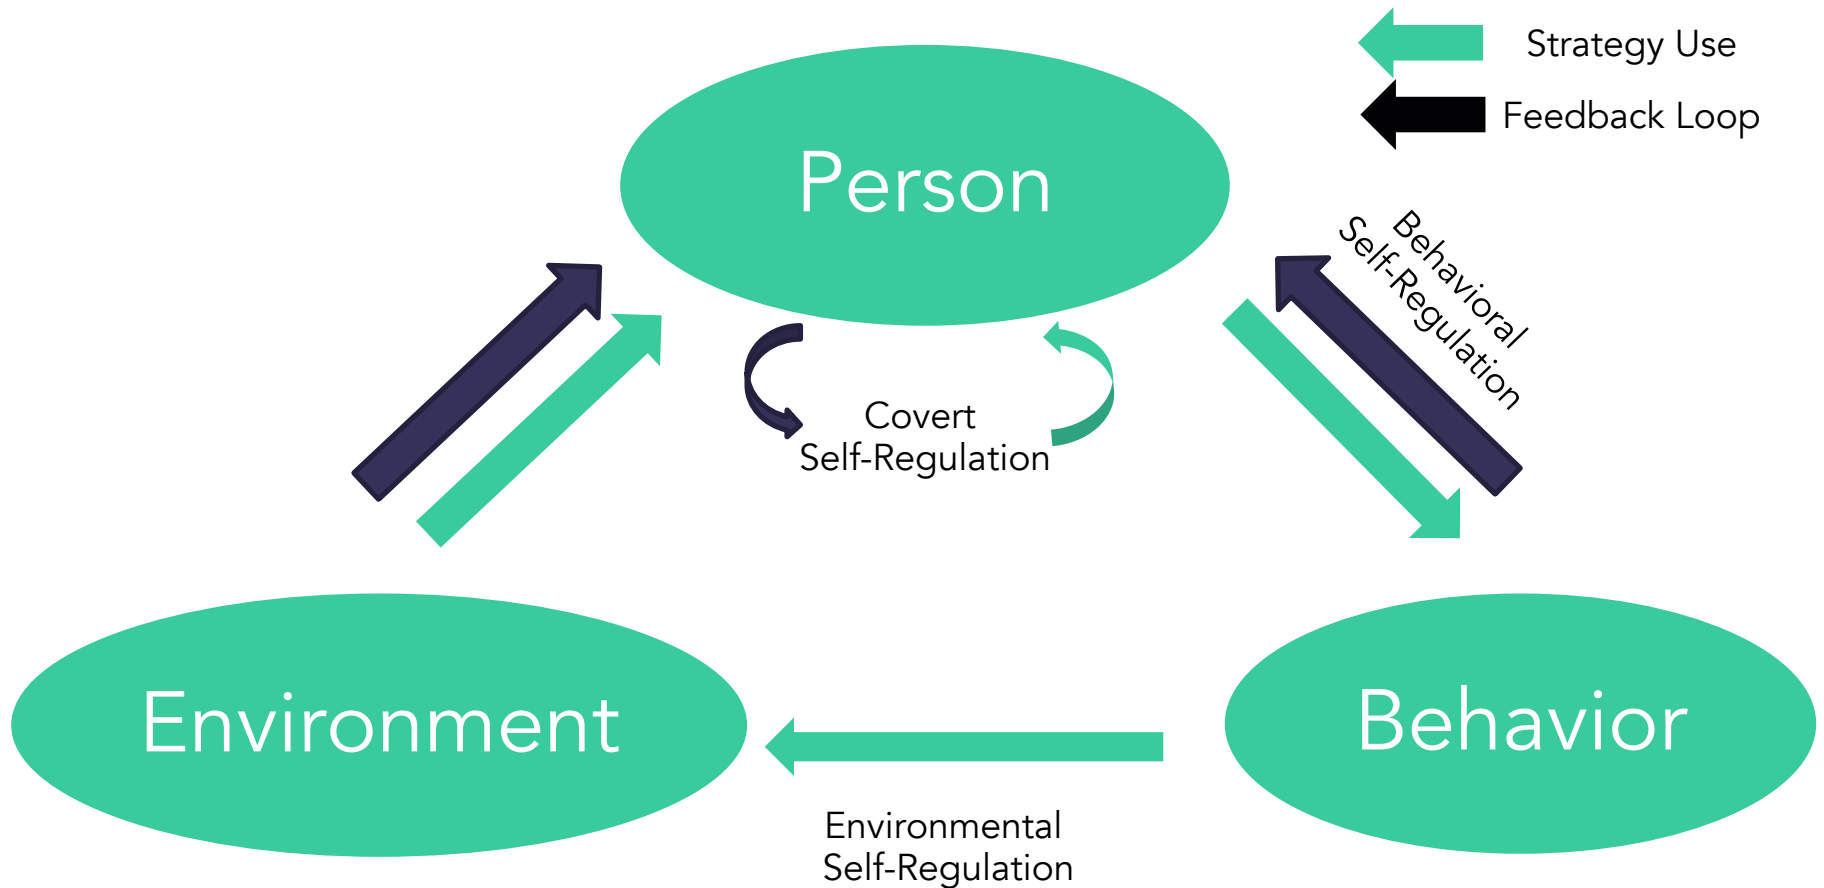 Strategy Use
Feedback Loop
Person
Behavioral
Self-Regulation
Covert
Self-Regulation
Environment
Behavior
Environmental
Self-Regulation